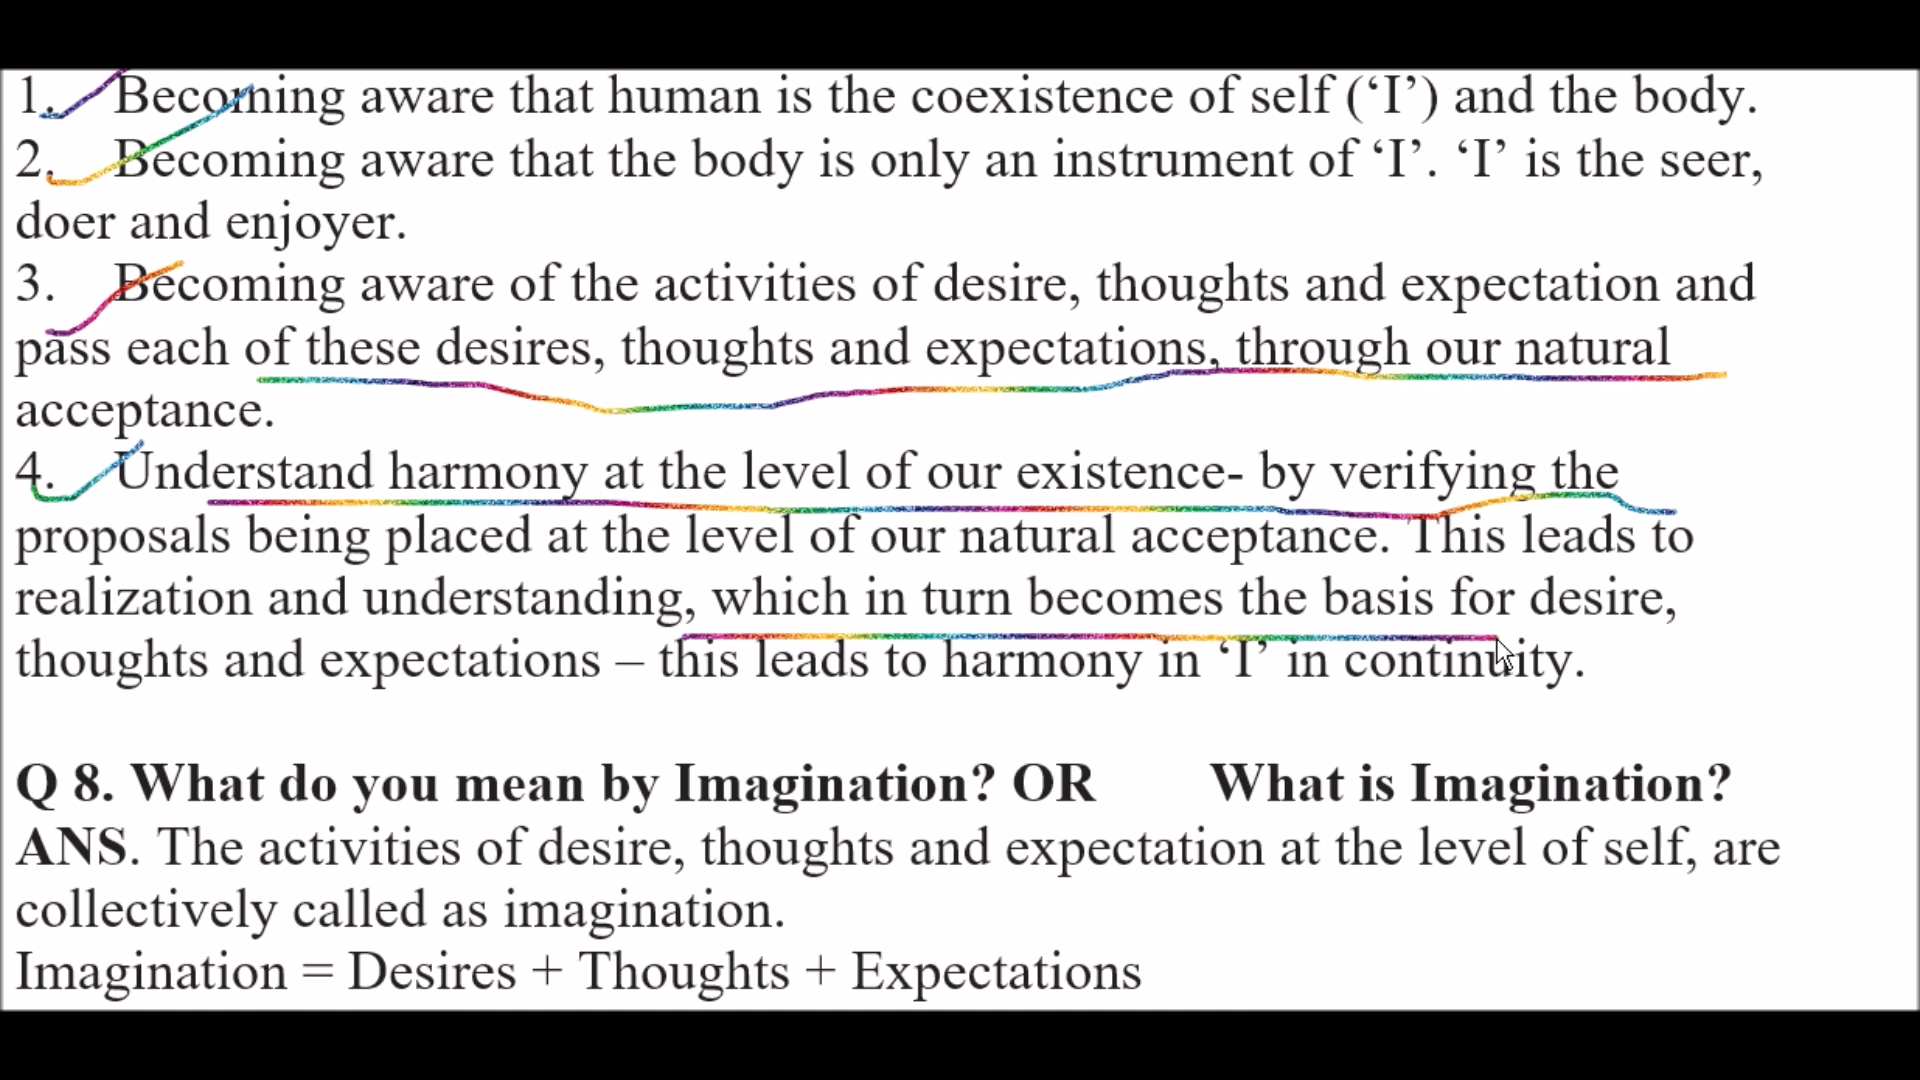 1. Becoming aware that human is the coexistence of self (‘I’) and the body.
2. Becoming aware that the body is only an instrument of ‘I’. ‘I’ is the seer,
doer and enjoyer.
3. Becoming aware of the activities of desire, thoughts and expectation and
pass each of these desires, thoughts and expectations, through our natural
acceptance.
4. Understand harmony at the level of our existence- by verifying the
proposals being placed at the level of our natural acceptance. This leads to
realization and understanding, which in turn becomes the basis for desire,
thoughts and expectations – this leads to harmony in ‘I’ in continuity.
Q 8. What do you mean by Imagination? OR What is Imagination?
ANS. The activities of desire, thoughts and expectation at the level of self, are
collectively called as imagination.
Imagination = Desires + Thoughts + Expectations